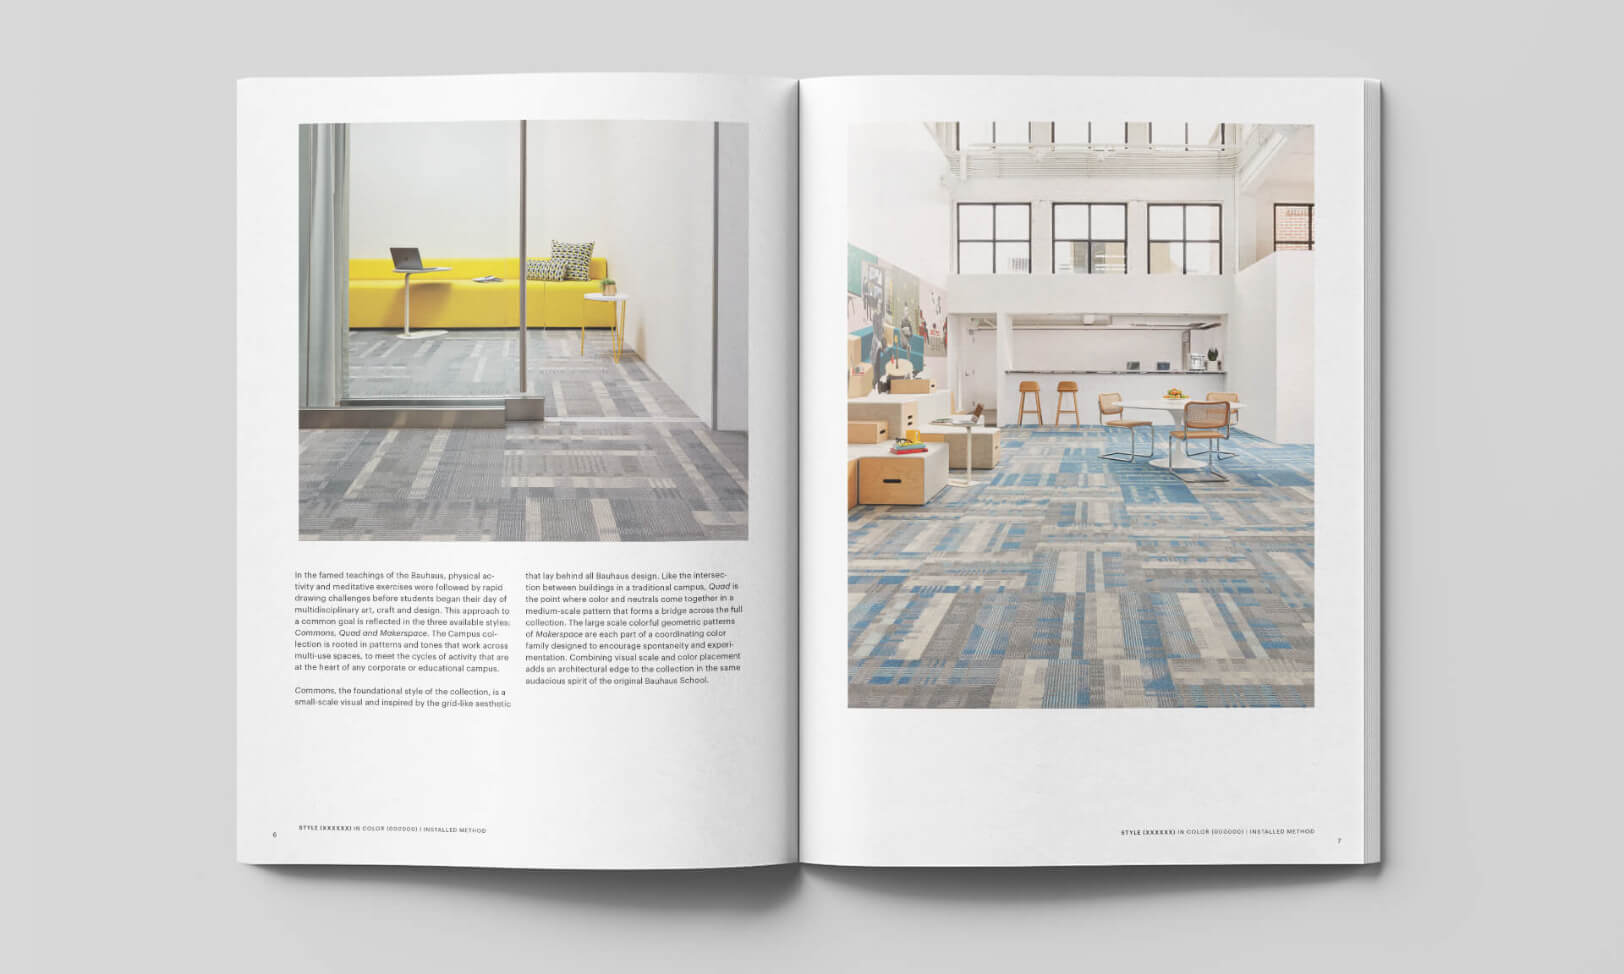 In the famed teachings of the Bauhaus, physical ac-
tivity and meditative exercises were followed by rapid
drawing challenges before students began their day of
multidisciplinary art, craft and design. This approach to
a common goal is reflected in the three available styles:
Commons, Quad and Makerspace. The Campus col-
lection is rooted in patterns and tones that work across
multi-use spaces, to meet the cycles of activity that are
at the heart of any corporate or educational campus.
Commons, the foundational style of the collection, is a
small-scale visual and inspired by the grid-like aesthetic
that lay behind all Bauhaus design. Like the intersec-
tion between buildings in a traditional campus, Quad is
the point where color and neutrals come together in a
medium-scale pattern that forms a bridge across the full
collection. The large scale colorful geometric patterns
of Makerspace are each part of a coordinating color
family designed to encourage spontaneity and experi-
mentation. Combining visual scale and color placement
adds an architectural edge to the collection in the same
audacious spirit of the original Bauhaus School.
6
STYLE (XXXXXX) IN COLOR (000000) | INSTALLED METHOD
STYLE (XXXXXX) IN COLOR (000000) | INSTALLED METHOD
7